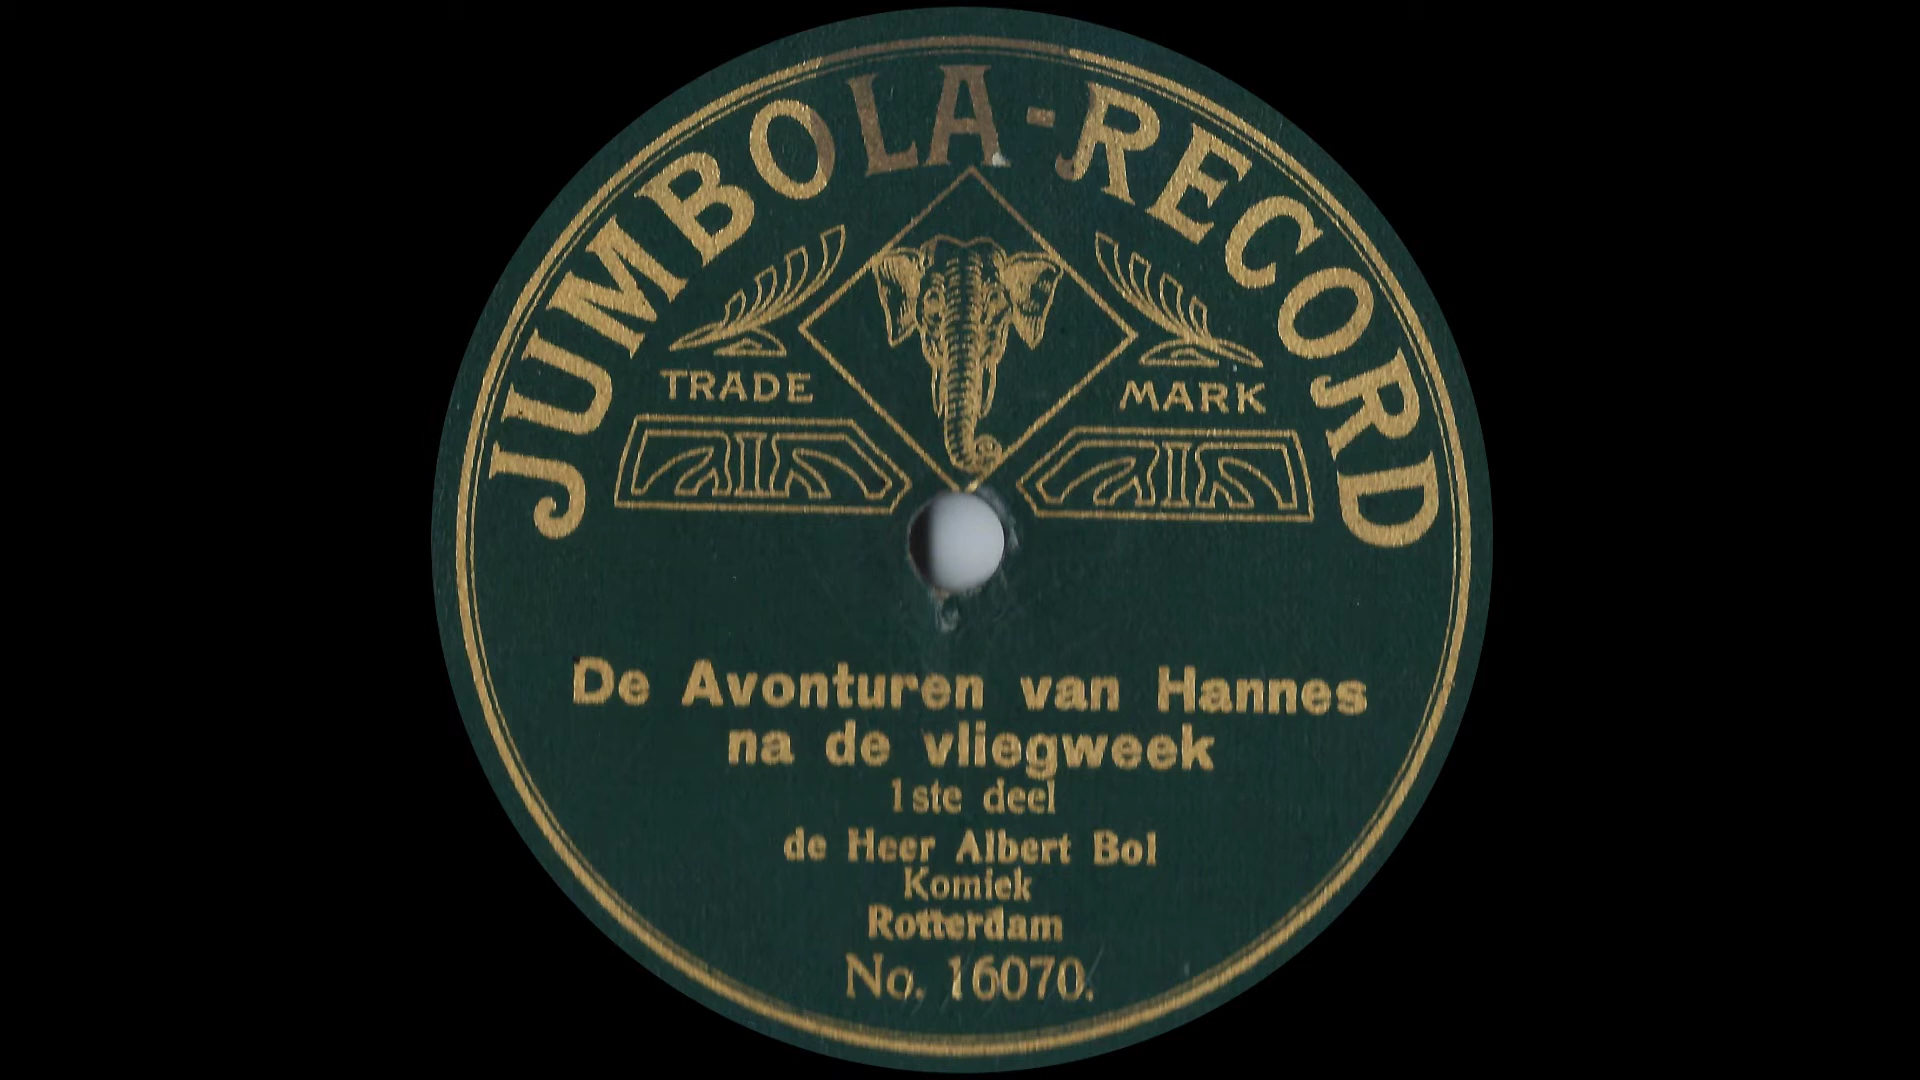 JUMBOLA-RECORD
TRADE MARK
De Avonturen van Hannes
na de vliegweek
1ste deel
de Heer Albert Bol
Komiek
Rotterdam
No. 16070.